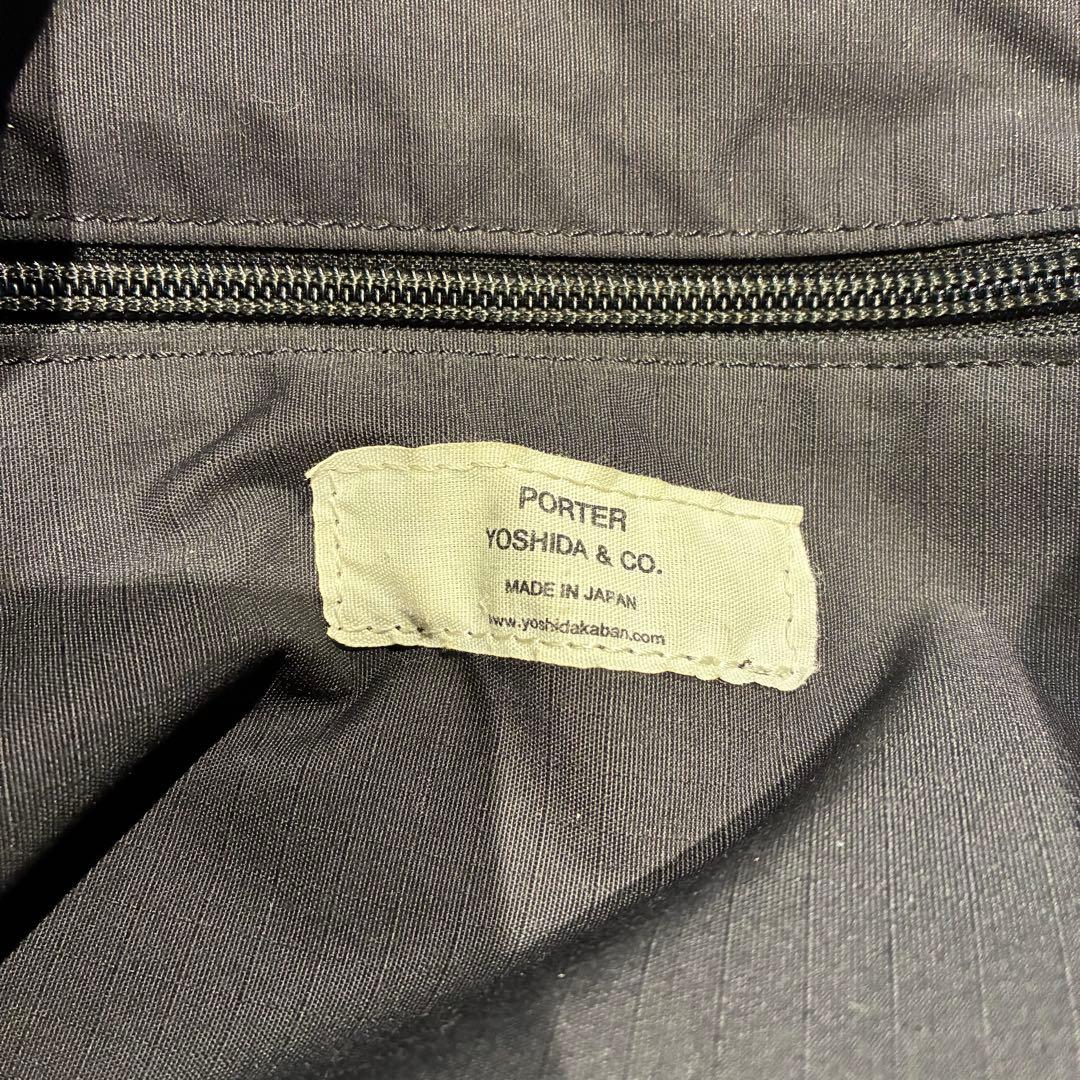 PORTER
YOSHIDA & CO.
MADE IN JAPAN
www.yoshidakaban.com